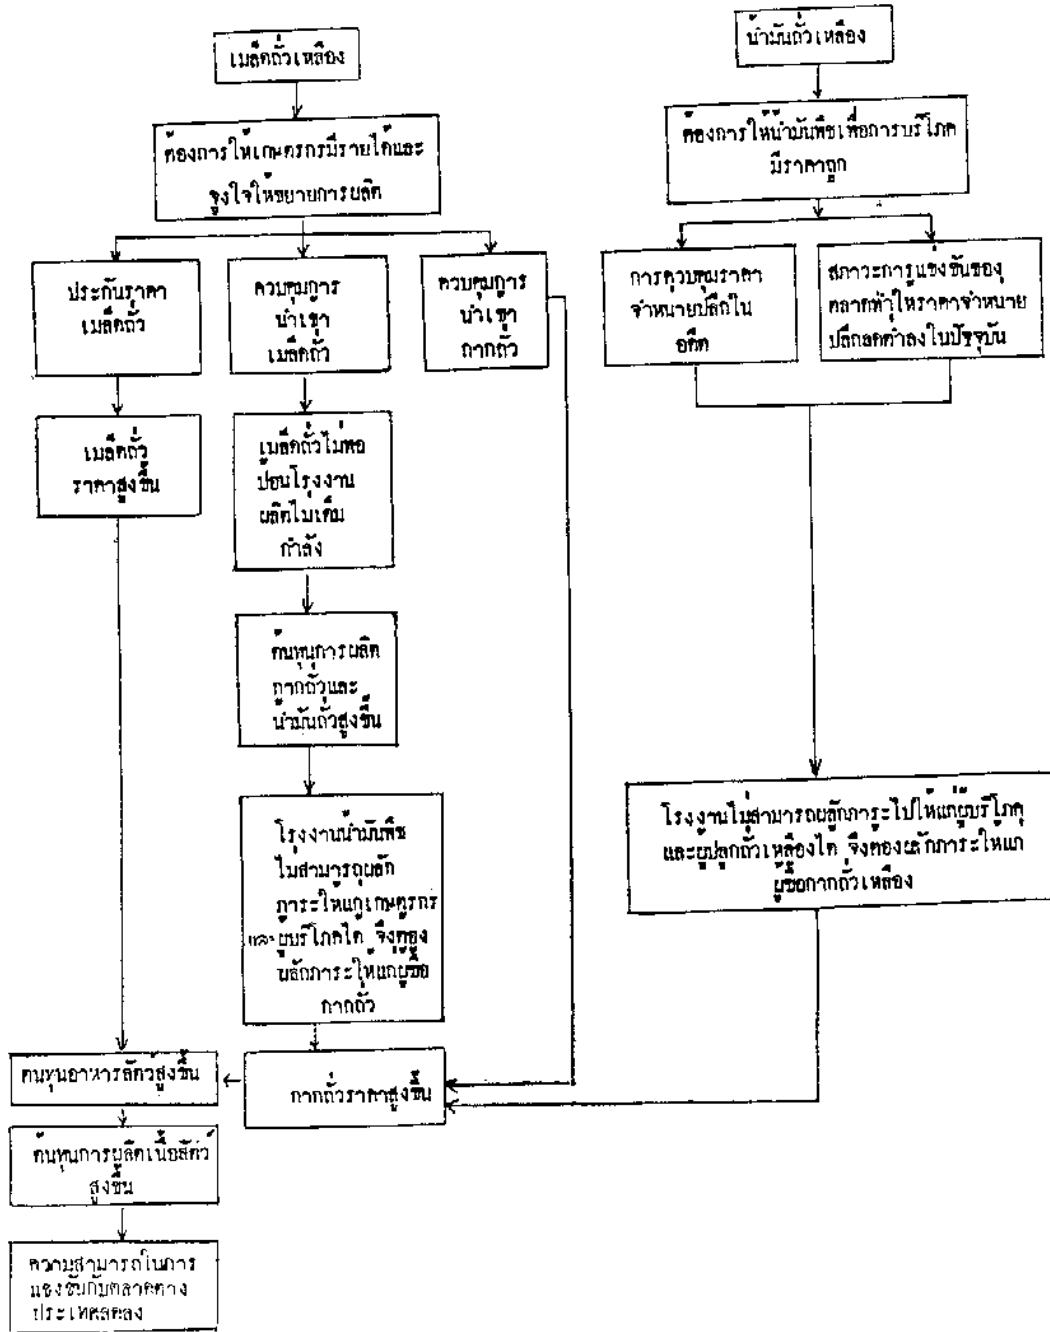 เมล็ดถั่วเหลือง
ต้องการให้เกษตรกรมีรายได้และ
จูงใจให้ขยายการผลิต
ประกันราคา
เมล็ดถั่ว
ควบคุมการ
นำเข้า
เมล็ดถั่ว
ควบคุมการ
นำเข้า
กากถั่ว
เมล็ดถั่ว
ราคาสูงขึ้น
เมล็ดถั่วไม่พอ
ป้อนโรงงาน
ผลิตไม่เต็ม
กำลัง
ต้นทุนการผลิต
กากถั่วและ
น้ำมันถั่วสูงขึ้น
โรงงานน้ำมันพืช
ไม่สามารถผลัก
ภาระให้แก่เกษตรกร
และผู้บริโภคได้ จึงต้อง
ผลักภาระให้แก่ผู้ซื้อ
กากถั่ว
น้ำมันถั่วเหลือง
ต้องการให้น้ำมันพืชเพื่อการบริโภค
มีราคาถูก
การควบคุมราคา
จำหน่ายปลีกใน
อดีต
สภาวะการแข่งขันของ
ตลาดทำให้ราคาจำหน่าย
ปลีกลดต่ำลงในปัจจุบัน
โรงงานไม่สามารถผลักภาระไปให้แก่ผู้บริโภค
และผู้ปลูกถั่วเหลืองได้ จึงต้องผลักภาระให้แก่
ผู้ซื้อกากถั่วเหลือง
กากถั่วราคาสูงขึ้น
ต้นทุนอาหารสัตว์สูงขึ้น
ต้นทุนการผลิตเนื้อสัตว์
สูงขึ้น
ความสามารถในการ
แข่งขันกับตลาดต่าง
ประเทศลดลง